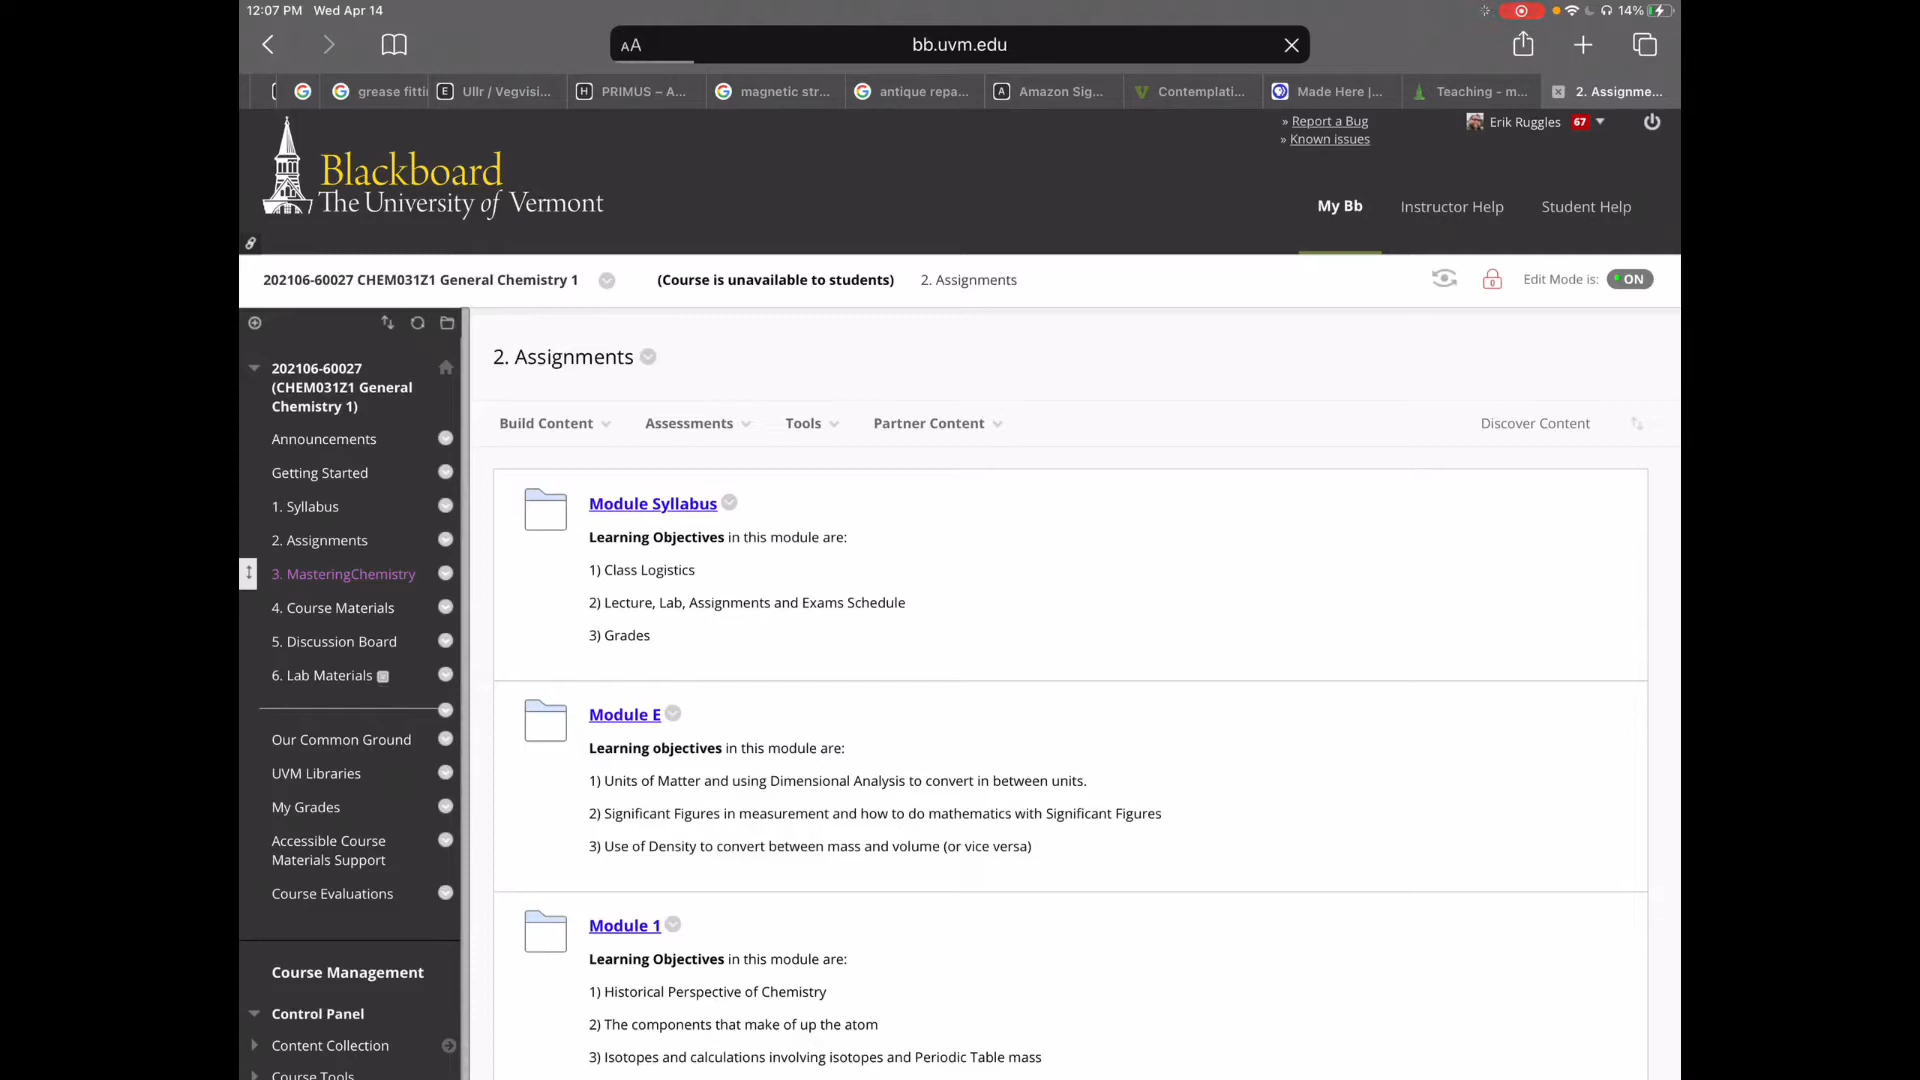 12:07 PM Wed Apr 14
14%
AA
bb.uvm.edu
grease fitti
E Ullr / Vegvisi...
H PRIMUS – A...
magnetic str...
antique repa...
A Amazon Sig...
Contemplati...
Made Here |...
Teaching - m...
2. Assignme...
» Report a Bug
» Known issues
Erik Ruggles 67
Blackboard
The University of Vermont
My Bb
Instructor Help
Student Help
202106-60027 CHEM031Z1 General Chemistry 1
(Course is unavailable to students)
2. Assignments
Edit Mode is: ON
202106-60027
(CHEM031Z1 General
Chemistry 1)
Announcements
Getting Started
1. Syllabus
2. Assignments
3. MasteringChemistry
4. Course Materials
5. Discussion Board
6. Lab Materials
Our Common Ground
UVM Libraries
My Grades
Accessible Course
Materials Support
Course Evaluations
Course Management
Control Panel
Content Collection
Course Tools
2. Assignments
Build Content
Assessments
Tools
Partner Content
Discover Content
Module Syllabus
Learning Objectives in this module are:
1) Class Logistics
2) Lecture, Lab, Assignments and Exams Schedule
3) Grades
Module E
Learning objectives in this module are:
1) Units of Matter and using Dimensional Analysis to convert in between units.
2) Significant Figures in measurement and how to do mathematics with Significant Figures
3) Use of Density to convert between mass and volume (or vice versa)
Module 1
Learning Objectives in this module are:
1) Historical Perspective of Chemistry
2) The components that make of up the atom
3) Isotopes and calculations involving isotopes and Periodic Table mass